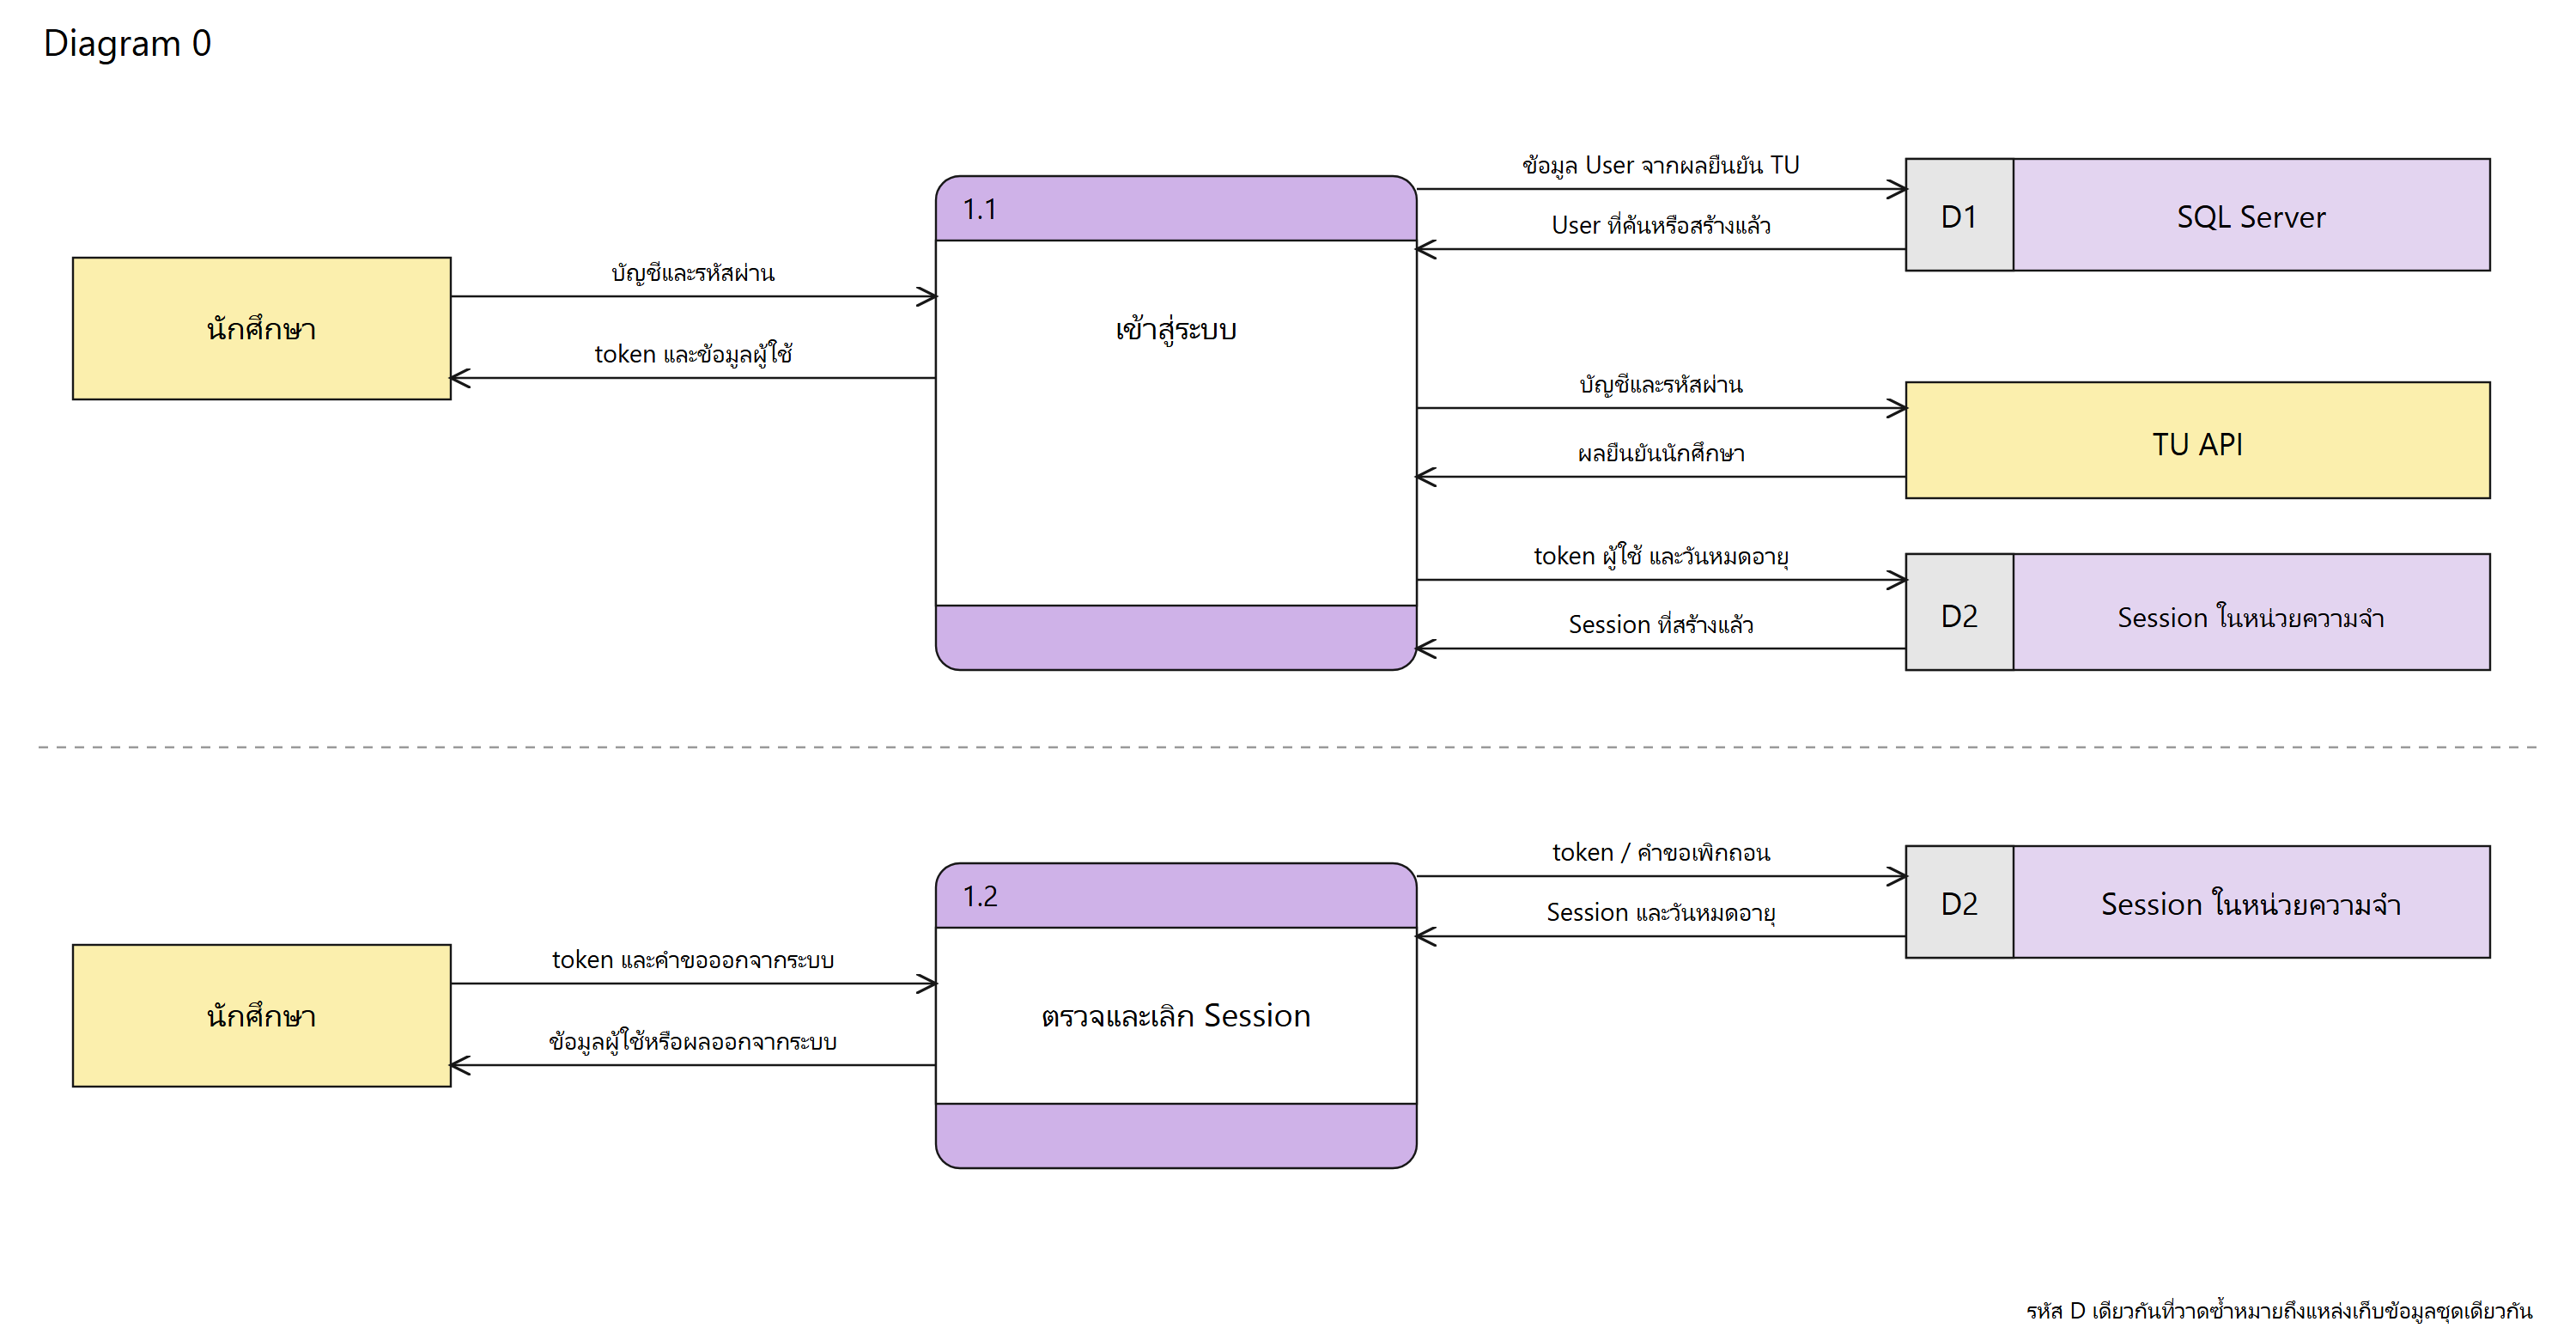 Diagram 0
ข้อมูล User จากผลยืนยัน TU
1.1
D1
SQL Server
User ที่ค้นหรือสร้างแล้ว
บัญชีและรหัสผ่าน
นักศึกษา
เข้าสู่ระบบ
token และข้อมูลผู้ใช้
บัญชีและรหัสผ่าน
TU API
ผลยืนยันนักศึกษา
token ผู้ใช้ และวันหมดอายุ
D2
Session ในหน่วยความจำ
Session ที่สร้างแล้ว
token / คำขอเพิกถอน
1.2
D2
Session ในหน่วยความจำ
Session และวันหมดอายุ
token และคำขอออกจากระบบ
นักศึกษา
ตรวจและเลิก Session
ข้อมูลผู้ใช้หรือผลออกจากระบบ
รหัส D เดียวกันที่วาดซ้ำหมายถึงแหล่งเก็บข้อมูลชุดเดียวกัน